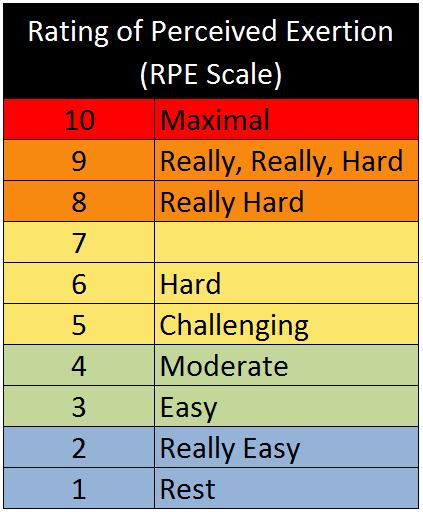 Rating of Perceived Exertion
(RPE Scale)
10 Maximal
9 Really, Really, Hard
8 Really Hard
7
6 Hard
5 Challenging
4 Moderate
3 Easy
2 Really Easy
1 Rest